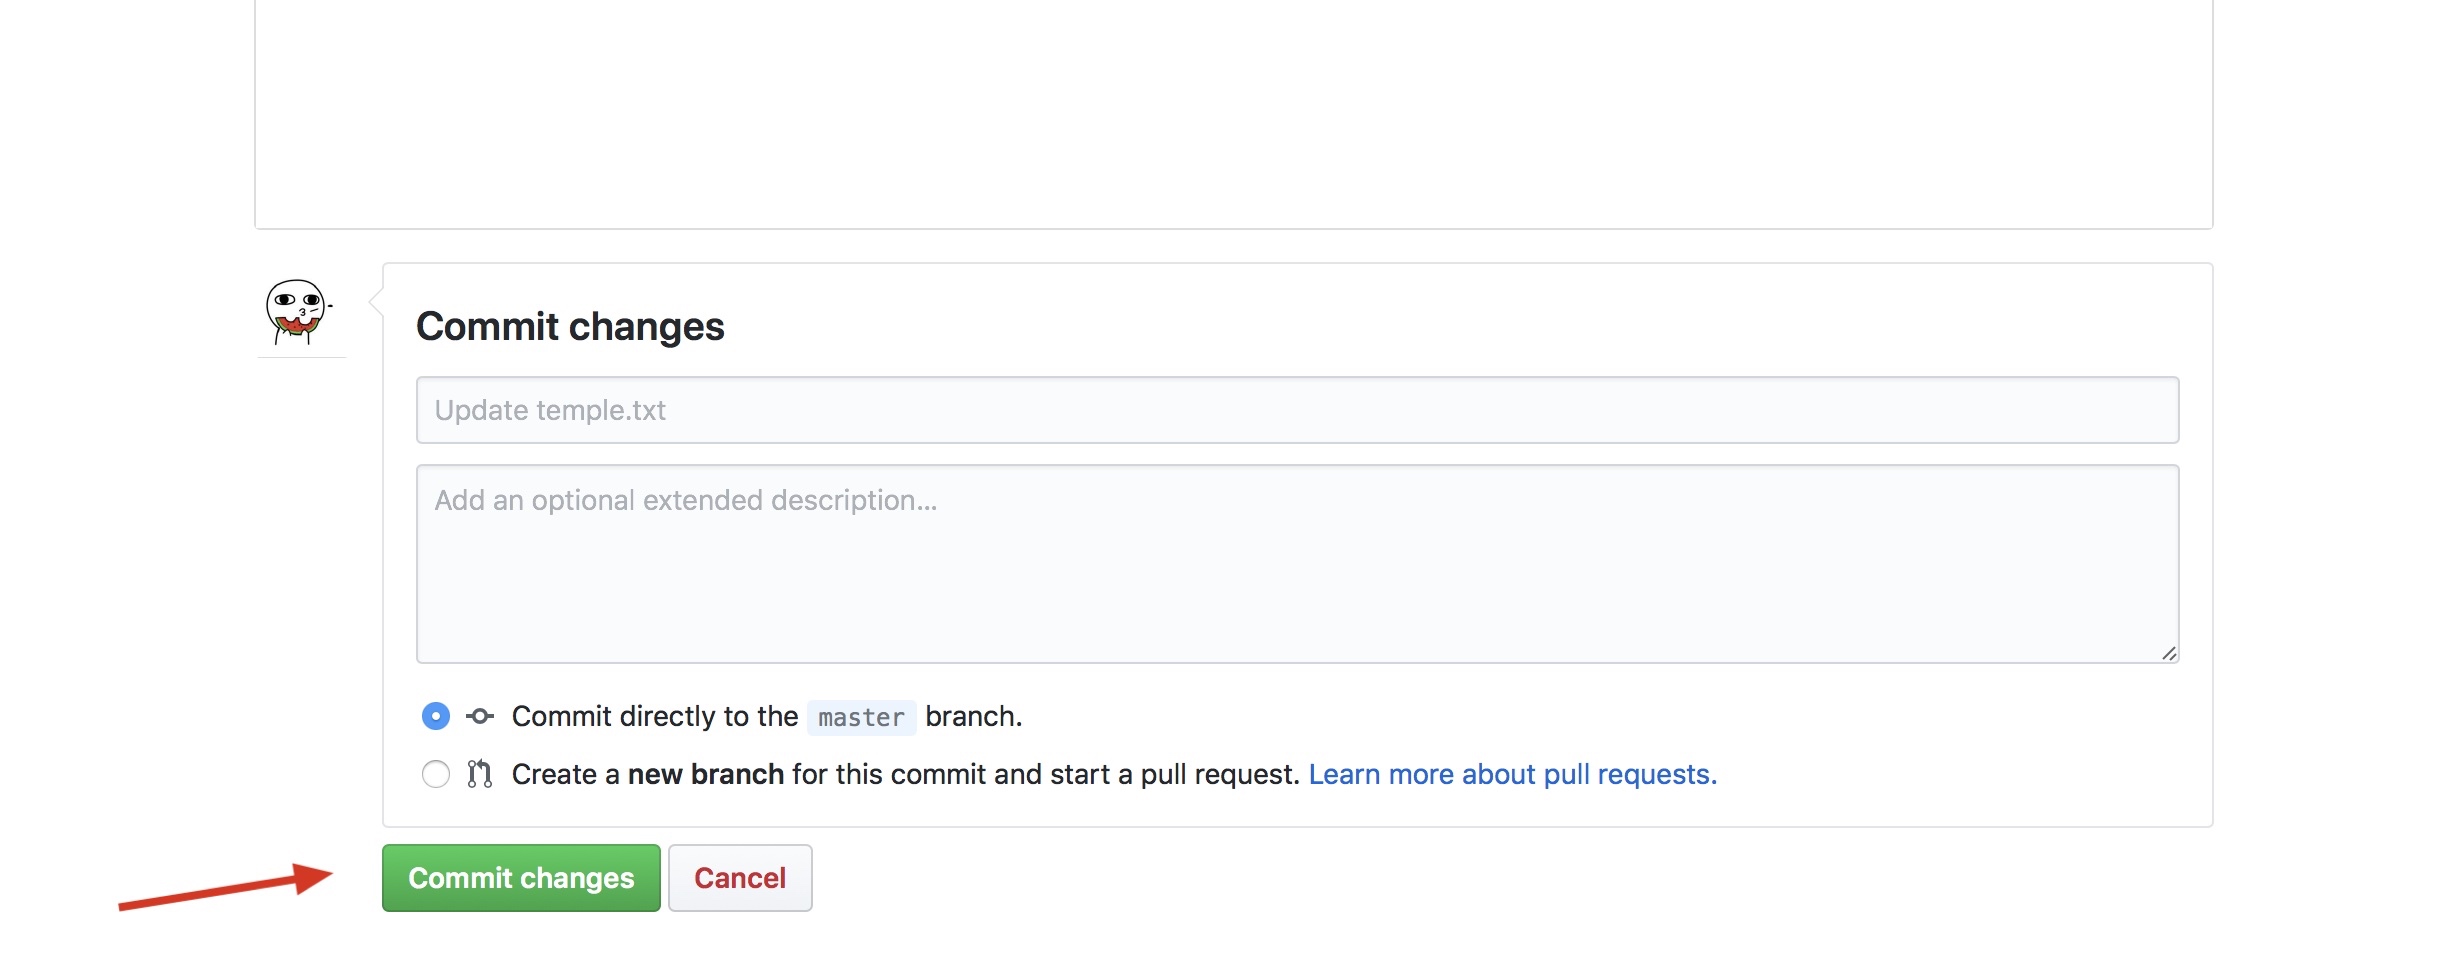 Commit changes
Update temple.txt
Add an optional extended description...
Commit directly to the master branch.
Create a new branch for this commit and start a pull request. Learn more about pull requests.
Commit changes Cancel